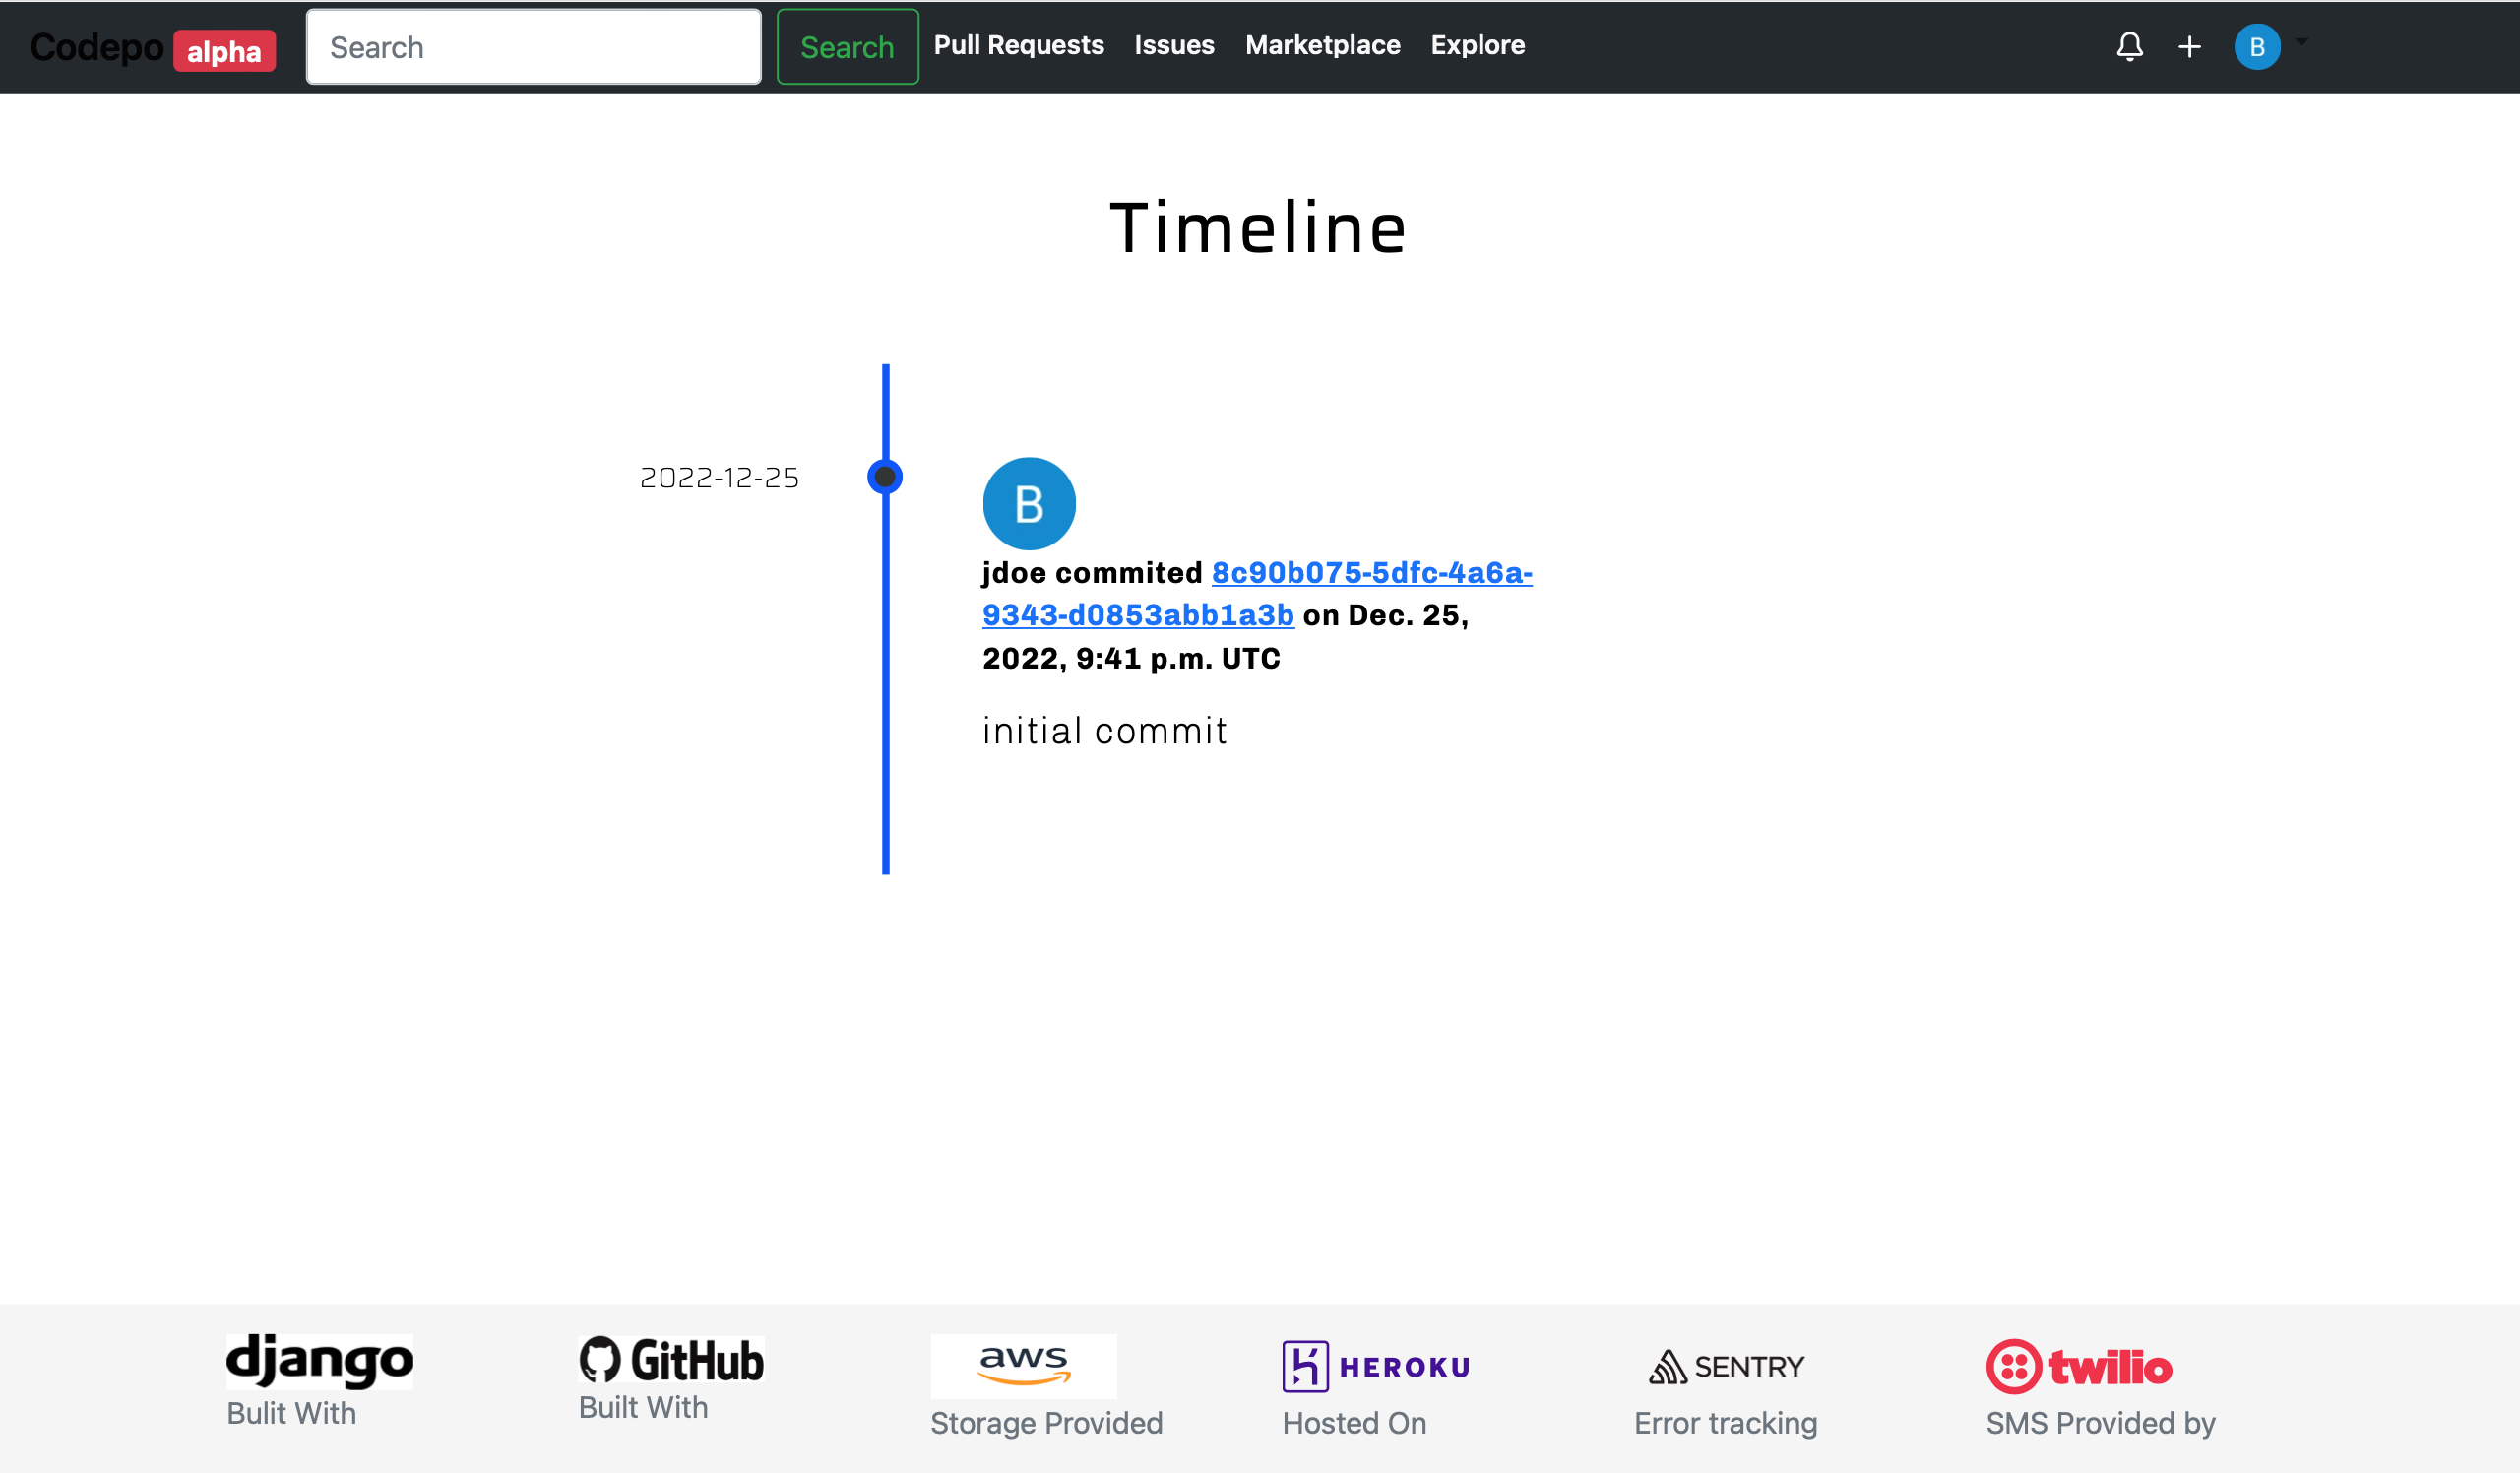 Codepo alpha Search Search Pull Requests Issues Marketplace Explore B
Timeline
2022-12-25
B
jdoe commited 8c90b075-5dfc-4a6a-
9343-d0853abb1a3b on Dec. 25,
2022, 9:41 p.m. UTC
initial commit
django GitHub aws HEROKU SENTRY twilio
Bulit With Built With Storage Provided Hosted On Error tracking SMS Provided by